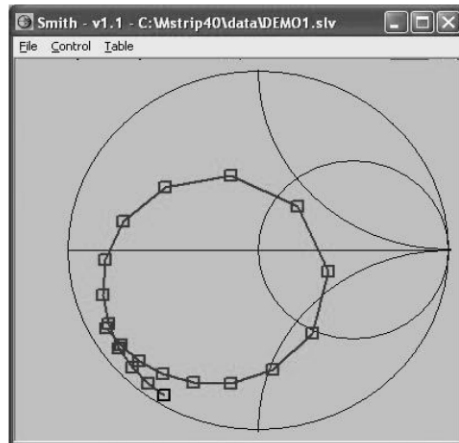 Smith - v1.1 - C:\Mstrip40\data\DEMO1.slv
File Control Table